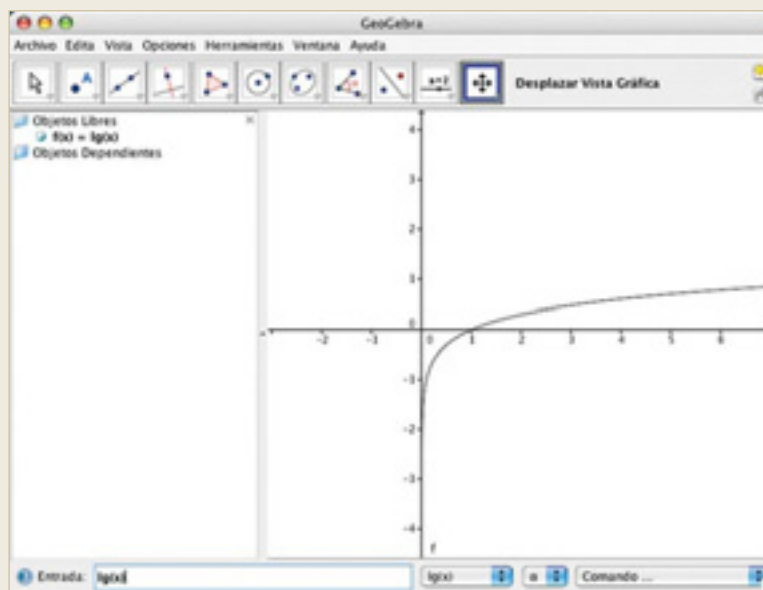 GeoGebra
Archivo Edita Vista Opciones Herramientas Ventana Ayuda
A
a=2
Desplazar Vista Gráfica
Objetos Libres
f(x) = lg(x)
Objetos Dependientes
4
3
2
1
0
-2 -1 0 1 2 3 4 5 6
-1
-2
-3
-4
f
Entrada: lg(x) lg(x) α Comando ...